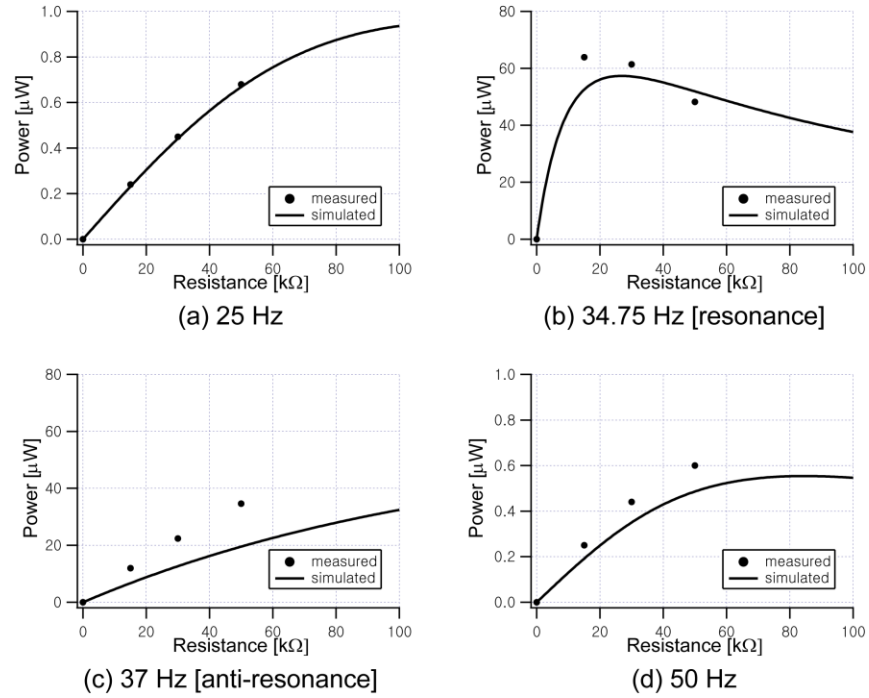 1.0
0.8
0.6
0.4
0.2
0.0
Power [μW]
measured
simulated
0 20 40 60 80 100
Resistance [kΩ]
(a) 25 Hz
80
60
40
20
0
Power [μW]
measured
simulated
0 20 40 60 80 100
Resistance [kΩ]
(b) 34.75 Hz [resonance]
80
60
40
20
0
Power [μW]
measured
simulated
0 20 40 60 80 100
Resistance [kΩ]
(c) 37 Hz [anti-resonance]
1.0
0.8
0.6
0.4
0.2
0.0
Power [μW]
measured
simulated
0 20 40 60 80 100
Resistance [kΩ]
(d) 50 Hz